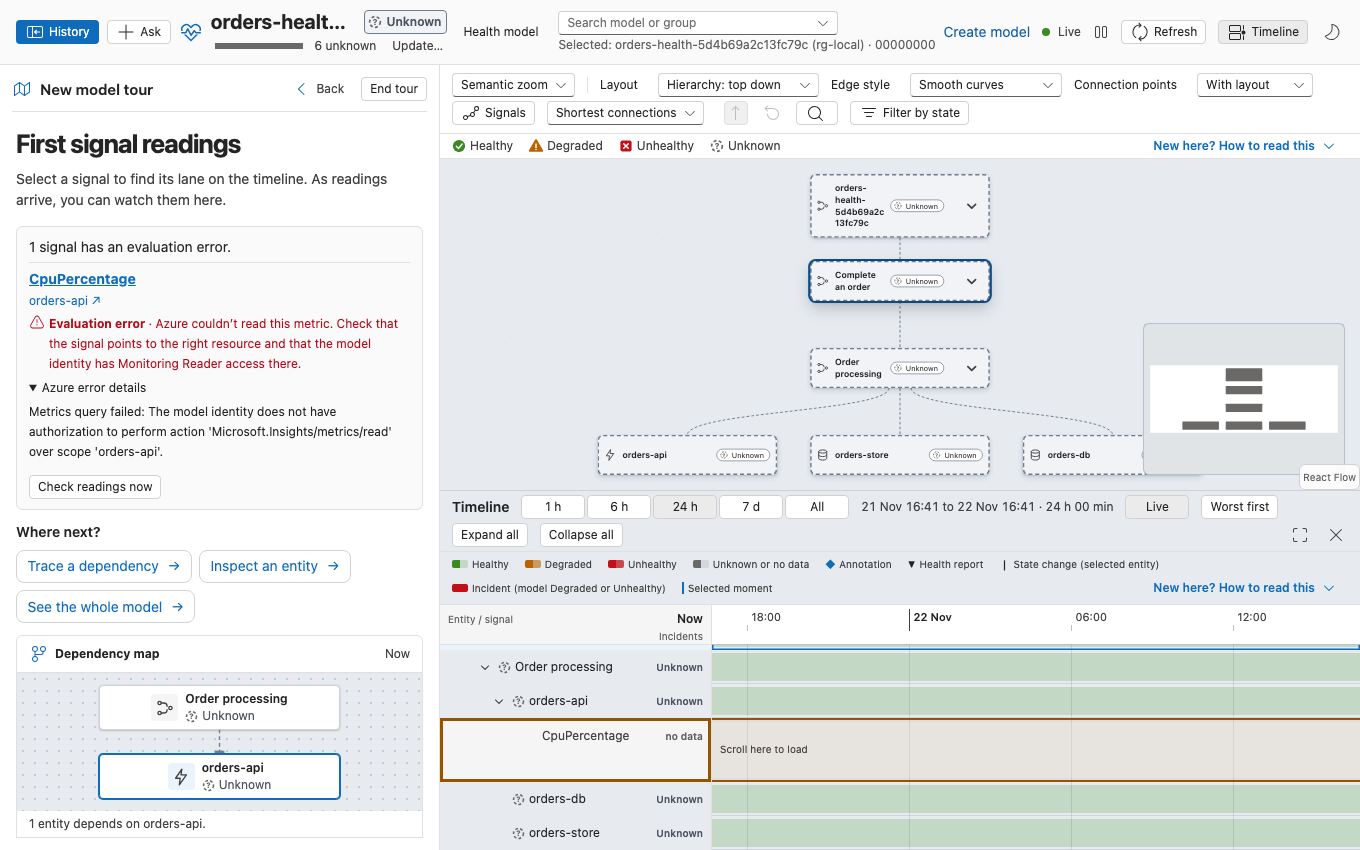 History
Ask
orders-healt...
Unknown
6 unknown
Update...
Health model
Search model or group
Selected: orders-health-5d4b69a2c13fc79c (rg-local) · 00000000
Create model
Live
Refresh
Timeline
New model tour
Back
End tour
First signal readings
Select a signal to find its lane on the timeline. As readings
arrive, you can watch them here.
1 signal has an evaluation error.
CpuPercentage
orders-api ↗
Evaluation error · Azure couldn't read this metric. Check that
the signal points to the right resource and that the model
identity has Monitoring Reader access there.
▼ Azure error details
Metrics query failed: The model identity does not have
authorization to perform action 'Microsoft.Insights/metrics/read'
over scope 'orders-api'.
Check readings now
Where next?
Trace a dependency →
Inspect an entity →
See the whole model →
Dependency map
Now
Order processing
Unknown
orders-api
Unknown
1 entity depends on orders-api.
Semantic zoom
Layout
Hierarchy: top down
Edge style
Smooth curves
Connection points
With layout
Signals
Shortest connections
Filter by state
Healthy
Degraded
Unhealthy
Unknown
New here? How to read this
orders-
health-
5d4b69a2c
13fc79c
Unknown
Complete
an order
Unknown
Order
processing
Unknown
orders-api
Unknown
orders-store
Unknown
orders-db
React Flow
Timeline
1 h
6 h
24 h
7 d
All
21 Nov 16:41 to 22 Nov 16:41 · 24 h 00 min
Live
Worst first
Expand all
Collapse all
Healthy
Degraded
Unhealthy
Unknown or no data
Annotation
Health report
State change (selected entity)
Incident (model Degraded or Unhealthy)
Selected moment
New here? How to read this
Entity / signal
Now
Incidents
18:00
22 Nov
06:00
12:00
Order processing
Unknown
orders-api
Unknown
CpuPercentage
no data
Scroll here to load
orders-db
Unknown
orders-store
Unknown